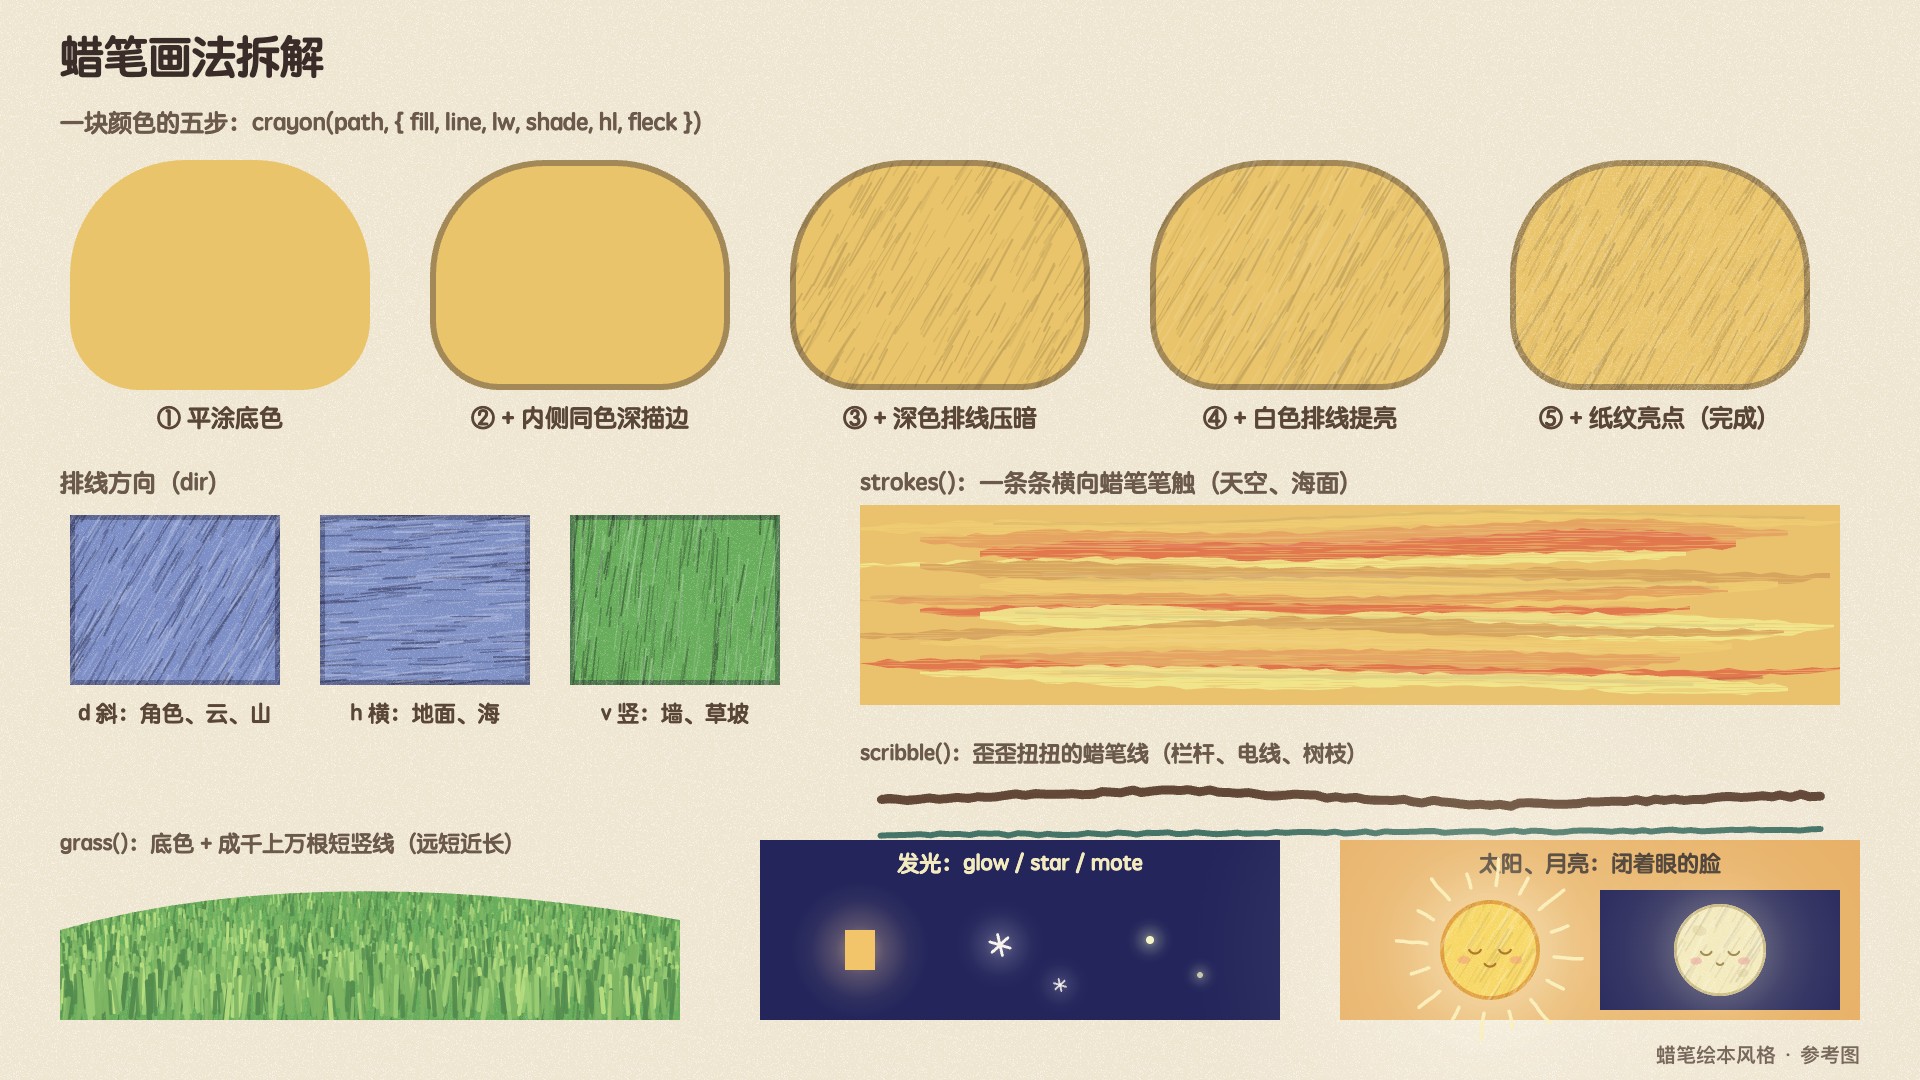 蜡笔画法拆解
一块颜色的五步：crayon(path, { fill, line, lw, shade, hl, fleck })
① 平涂底色
② + 内侧同色深描边
③ + 深色排线压暗
④ + 白色排线提亮
⑤ + 纸纹亮点（完成）
排线方向（dir）
d 斜：角色、云、山
h 横：地面、海
v 竖：墙、草坡
strokes()：一条条横向蜡笔笔触（天空、海面）
scribble()：歪歪扭扭的蜡笔线（栏杆、电线、树枝）
grass()：底色 + 成千上万根短竖线（远短近长）
发光：glow / star / mote
太阳、月亮：闭着眼的脸
蜡笔绘本风格 · 参考图